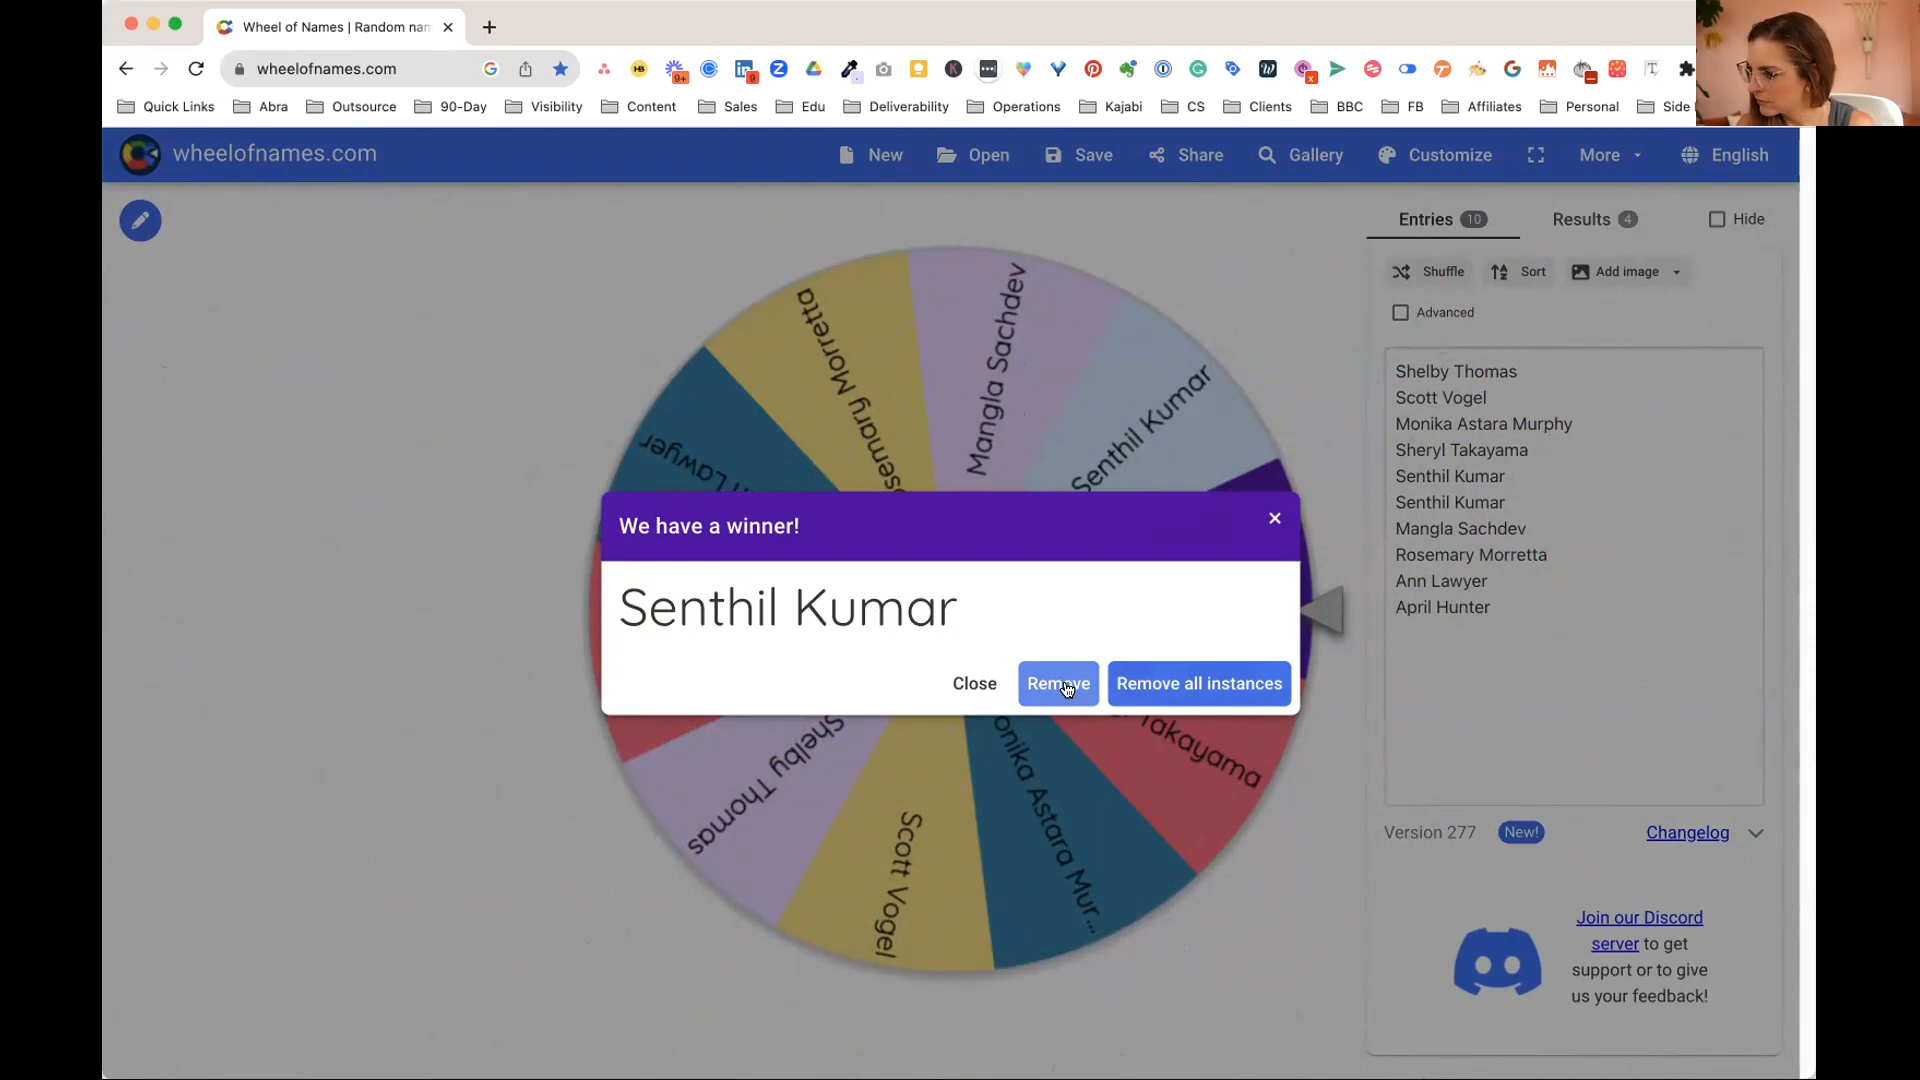 Wheel of Names | Random nam
wheelofnames.com
Quick Links
Abra
Outsource
90-Day
Visibility
Content
Sales
Edu
Deliverability
Operations
Kajabi
CS
Clients
BBC
FB
Affiliates
Personal
Side
wheelofnames.com
New
Open
Save
Share
Gallery
Customize
More
English
Entries 10
Results 4
Hide
Shuffle
Sort
Add image
Advanced
Shelby Thomas
Scott Vogel
Monika Astara Murphy
Sheryl Takayama
Senthil Kumar
Senthil Kumar
Mangla Sachdev
Rosemary Morretta
Ann Lawyer
April Hunter
Lawyer
Morretta
Mangla Sachdev
Senthil Kumar
We have a winner!
Senthil Kumar
Close
Remove
Remove all instances
Shelby Thomas
Scott Vogel
onika Astara Mur...
Takayama
Version 277
New!
Changelog
Join our Discord
server to get
support or to give
us your feedback!